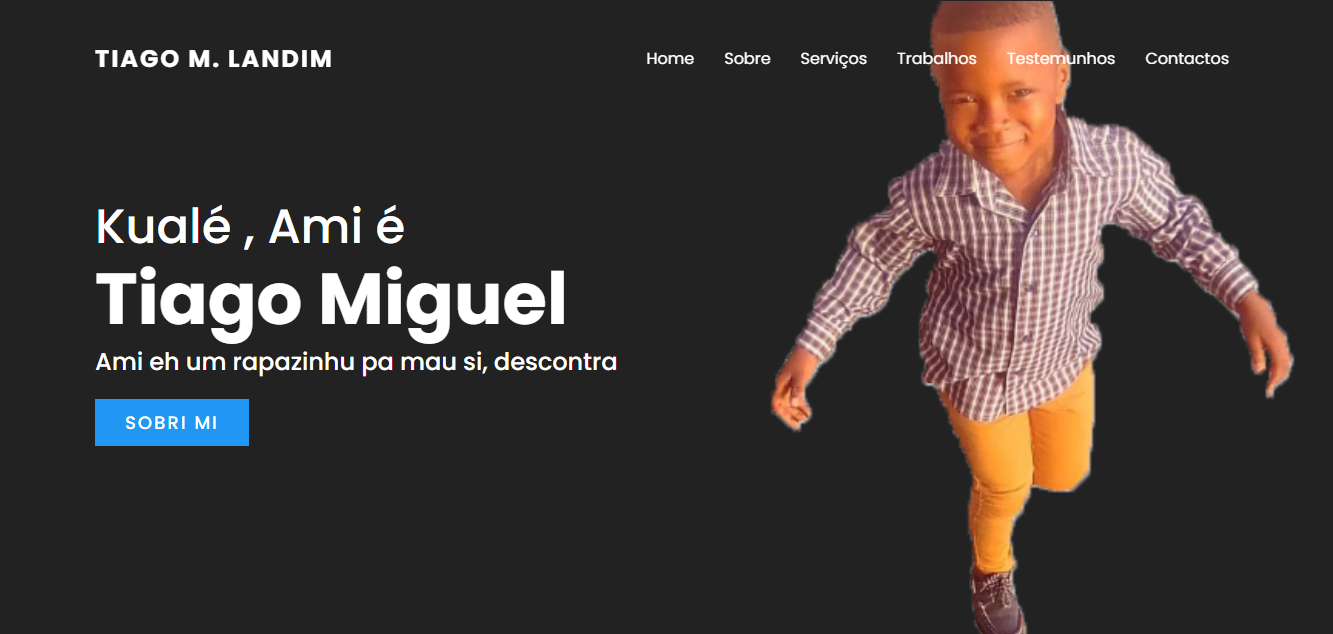 TIAGO M. LANDIM
Home Sobre Serviços Trabalhos Testemunhos Contactos
Kualé , Ami é
Tiago Miguel
Ami eh um rapazinhu pa mau si, descontra
SOBRI MI